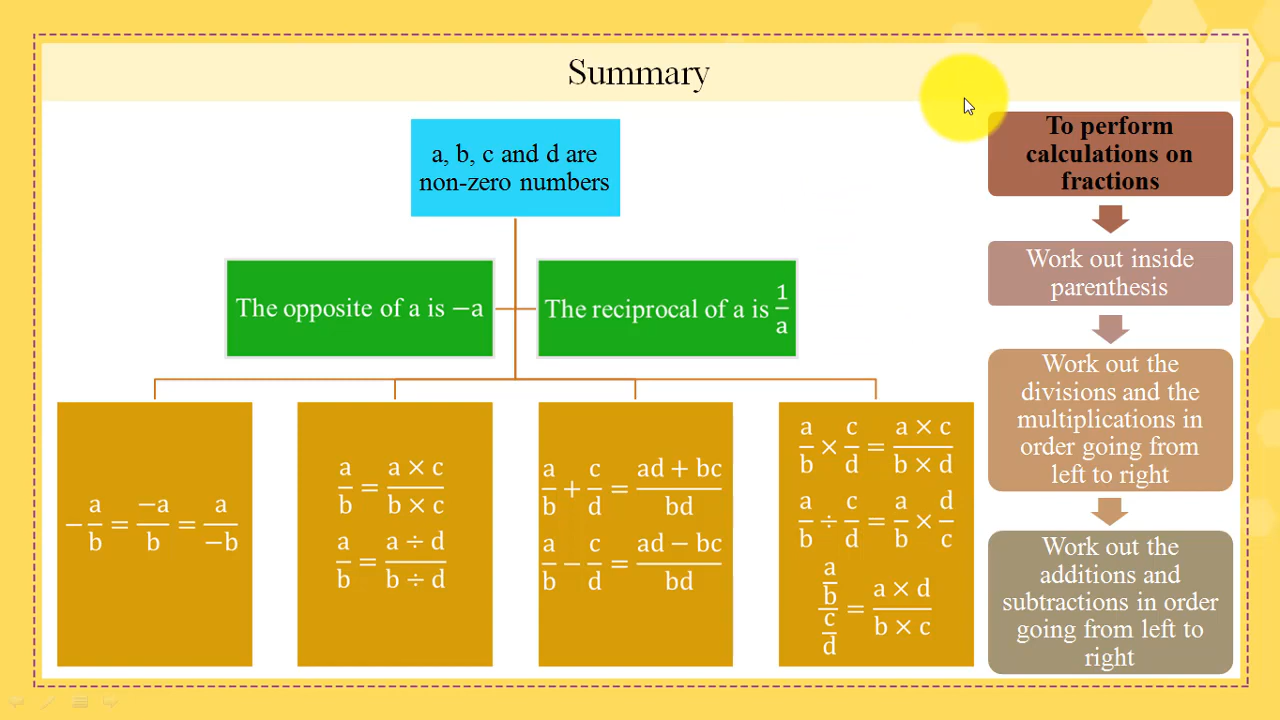 Summary
a, b, c and d are
non-zero numbers
The opposite of a is −a
The reciprocal of a is 1/a
−a/b = −a/b = a/−b
a/b = a × c/b × c
a/b = a ÷ d/b ÷ d
a/b + c/d = ad + bc/bd
a/b − c/d = ad − bc/bd
a/b × c/d = a × c/b × d
a/b ÷ c/d = a/b × d/c
a/b/c/d = a × d/b × c
To perform
calculations on
fractions
Work out inside
parenthesis
Work out the
divisions and the
multiplications in
order going from
left to right
Work out the
additions and
subtractions in order
going from left to
right